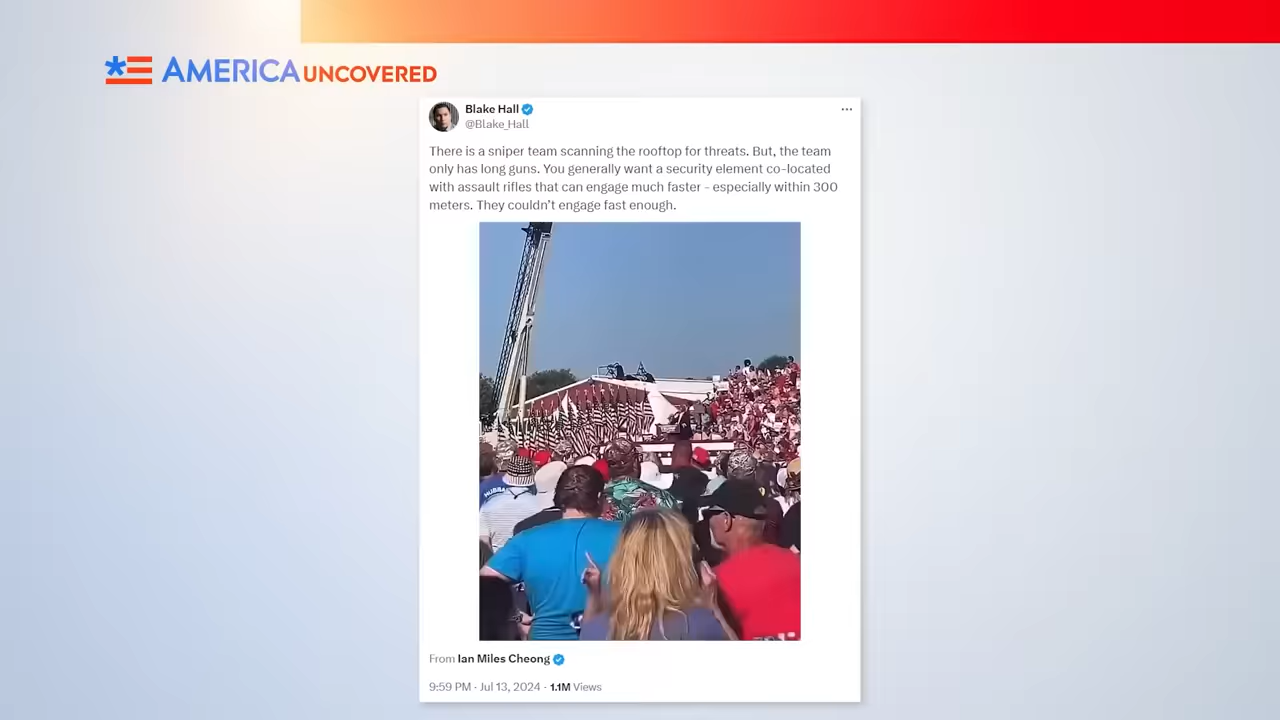 AMERICA UNCOVERED
Blake Hall
@Blake_Hall
There is a sniper team scanning the rooftop for threats. But, the team
only has long guns. You generally want a security element co-located
with assault rifles that can engage much faster - especially within 300
meters. They couldn't engage fast enough.
From Ian Miles Cheong
9:59 PM · Jul 13, 2024 · 1.1M Views